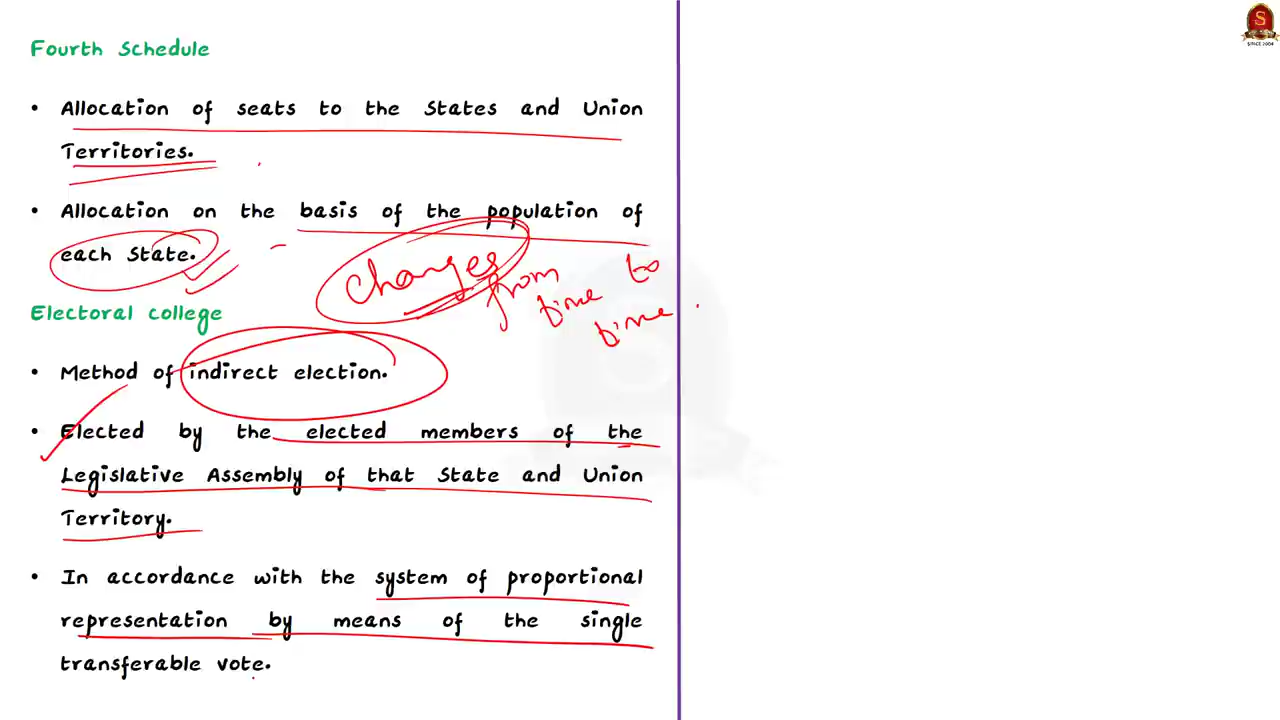 Fourth Schedule
• Allocation of seats to the States and Union
Territories.
• Allocation on the basis of the population of
each State.
changes
from
time to
time.
Electoral college
• Method of indirect election.
• Elected by the elected members of the
Legislative Assembly of that State and Union
Territory.
• In accordance with the system of proportional
representation by means of the single
transferable vote.
S
SINCE 2004